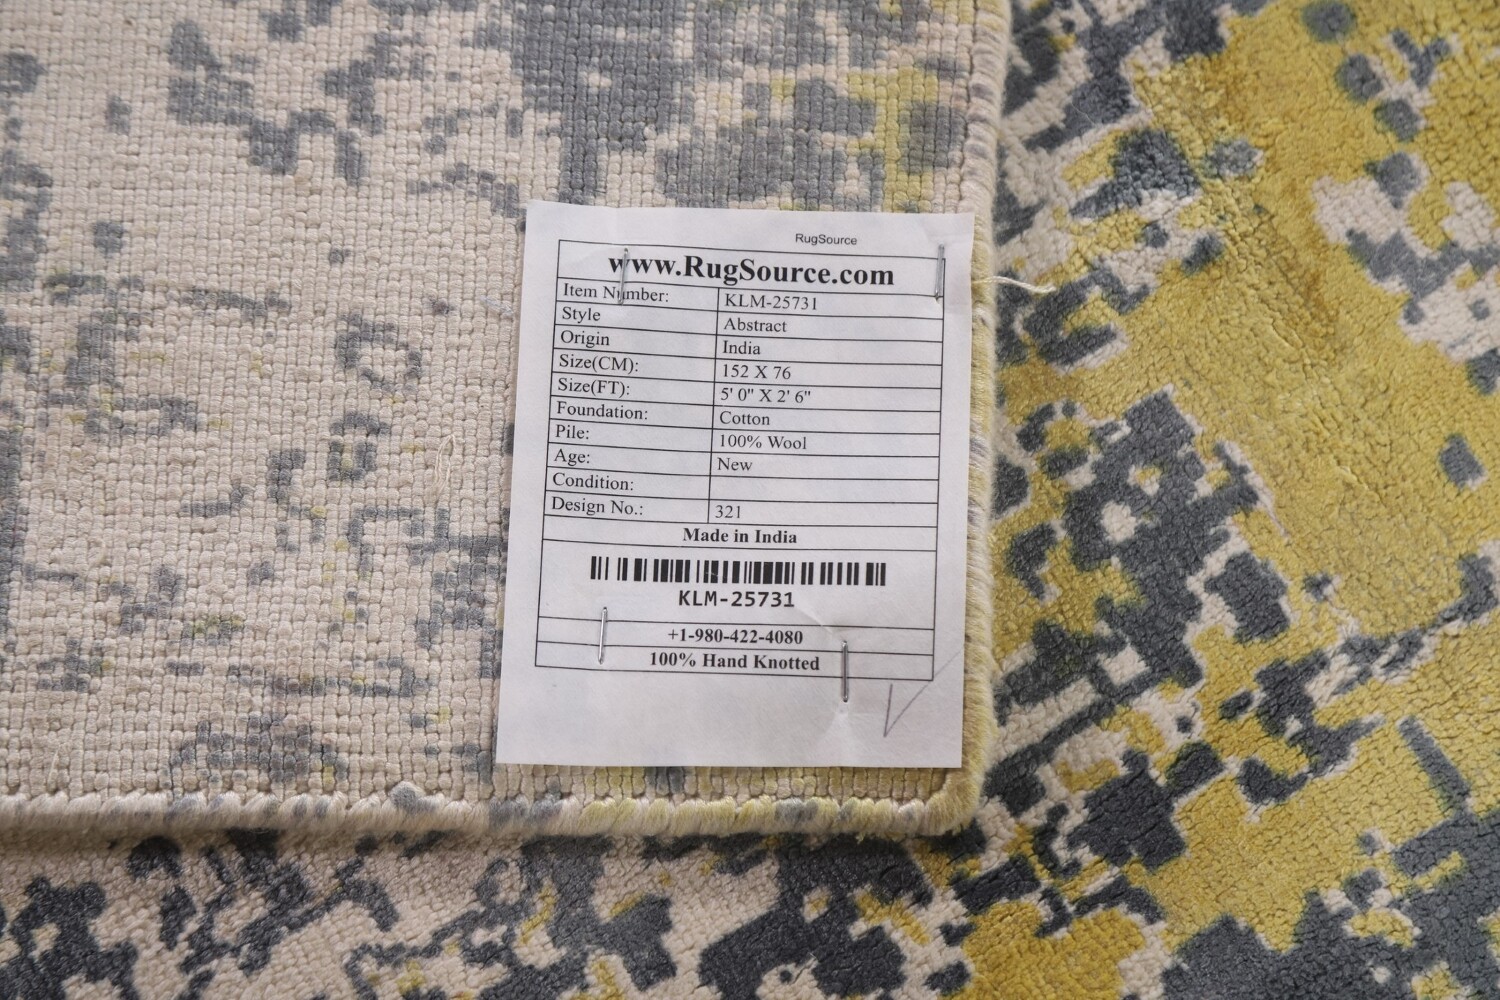 RugSource
www.RugSource.com
Item Number: KLM-25731
Style Abstract
Origin India
Size(CM): 152 X 76
Size(FT): 5' 0" X 2' 6"
Foundation: Cotton
Pile: 100% Wool
Age: New
Condition:
Design No.: 321
Made in India
KLM-25731
+1-980-422-4080
100% Hand Knotted